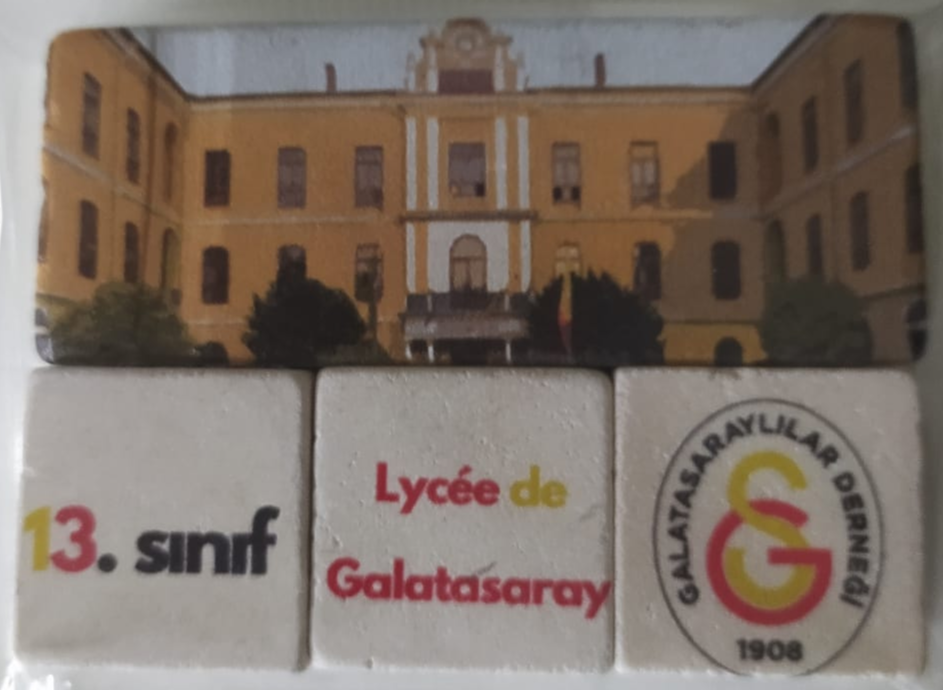 13. sınıf
Lycée de
Galatasaray
GALATASARAYLILAR DERNEĞİ
GS
1908